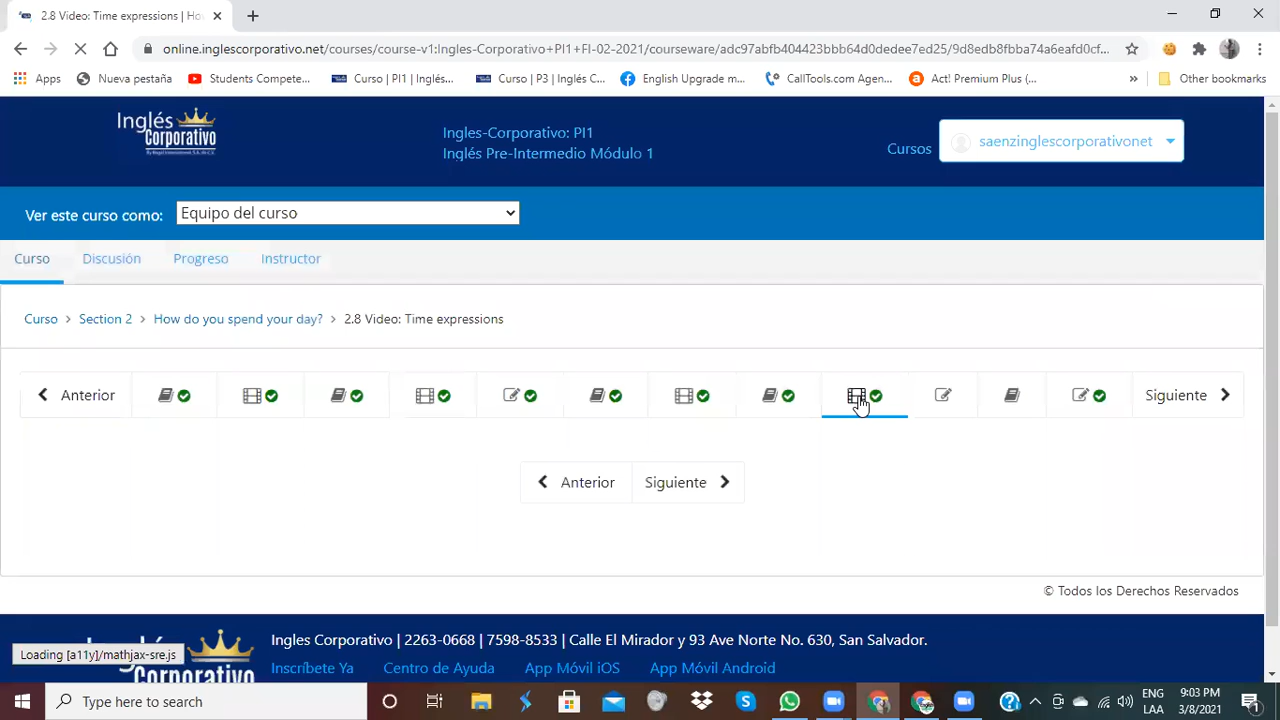 2.8 Video: Time expressions | Ho
online.inglescorporativo.net/courses/course-v1:Ingles-Corporativo+PI1+FI-02-2021/courseware/adc97abfb404423bbb64d0dedee7ed25/9d8edb8fbba74a6eafd0cf...
Apps Nueva pestaña Students Compete... Curso | PI1 | Inglés... Curso | P3 | Inglés C... English Upgrade m... CallTools.com Agen... Act! Premium Plus (... » Other bookmarks
Inglés
Corporativo
Ingles-Corporativo: PI1
Inglés Pre-Intermedio Módulo 1
Cursos
saenzinglescorporativonet
Ver este curso como: Equipo del curso
Curso Discusión Progreso Instructor
Curso > Section 2 > How do you spend your day? > 2.8 Video: Time expressions
Anterior Siguiente
Anterior Siguiente
© Todos los Derechos Reservados
Inglés
Corporativo
Ingles Corporativo | 2263-0668 | 7598-8533 | Calle El Mirador y 93 Ave Norte No. 630, San Salvador.
Inscríbete Ya Centro de Ayuda App Móvil iOS App Móvil Android
Loading [a11y]/mathjax-sre.js
Type here to search
ENG
LAA
9:03 PM
3/8/2021